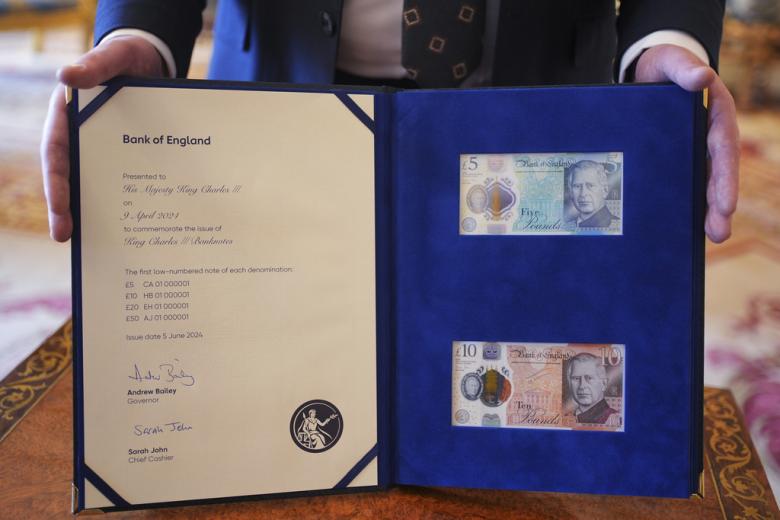 Bank of England
Presented to
His Majesty King Charles III
on
9 April 2024
to commemorate the issue of
King Charles III Banknotes
The first low-numbered note of each denomination:
£5 CA 01 000001
£10 HB 01 000001
£20 EH 01 000001
£50 AJ 01 000001
Issue date 5 June 2024
Andrew Bailey
Andrew Bailey
Governor
Sarah John
Sarah John
Chief Cashier
£5
Bank of England
5
Five
Pounds
£10
Bank of England
10
Ten
Pounds